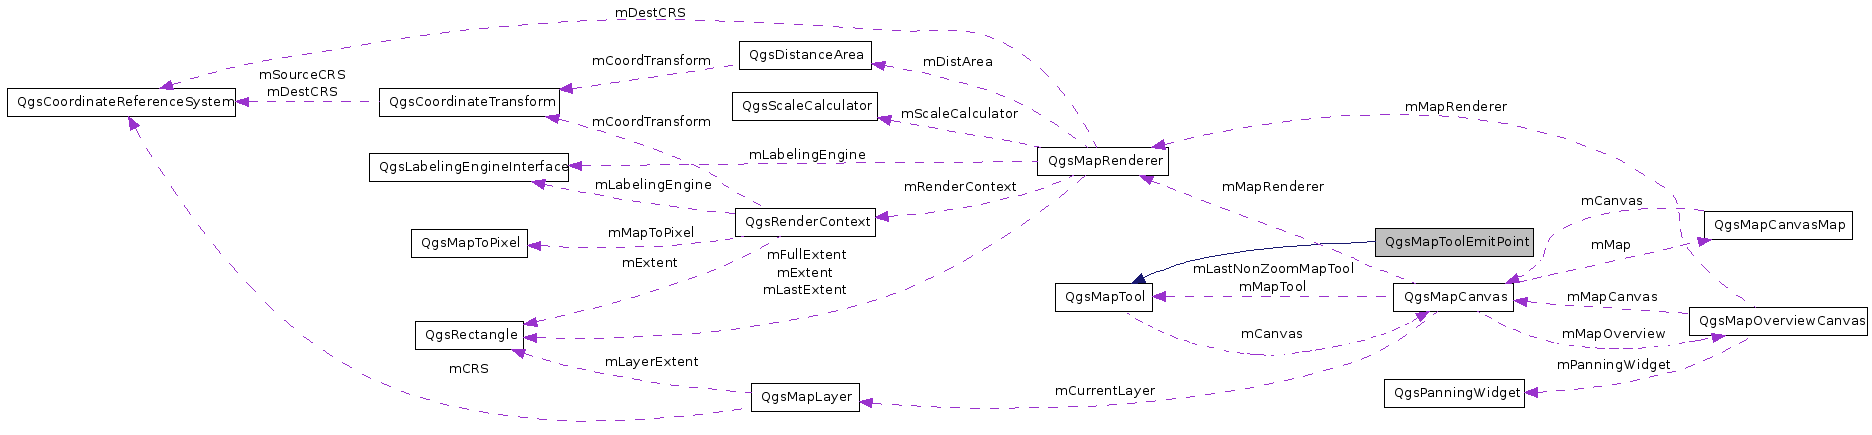 mDestCRS
QgsDistanceArea
mCoordTransform
mDistArea
mSourceCRS
mDestCRS
QgsCoordinateReferenceSystem
QgsCoordinateTransform
QgsScaleCalculator
mMapRenderer
mScaleCalculator
mCoordTransform
mLabelingEngine
QgsMapRenderer
QgsLabelingEngineInterface
mLabelingEngine
mRenderContext
mMapRenderer
mCanvas
QgsRenderContext
QgsMapCanvasMap
mMapToPixel
QgsMapToPixel
QgsMapToolEmitPoint
mMap
mExtent
mFullExtent
mExtent
mLastExtent
mLastNonZoomMapTool
mMapTool
QgsMapTool
QgsMapCanvas
mMapCanvas
QgsMapOverviewCanvas
QgsRectangle
mCanvas
mMapOverview
mLayerExtent
mCRS
mPanningWidget
mCurrentLayer
QgsMapLayer
QgsPanningWidget